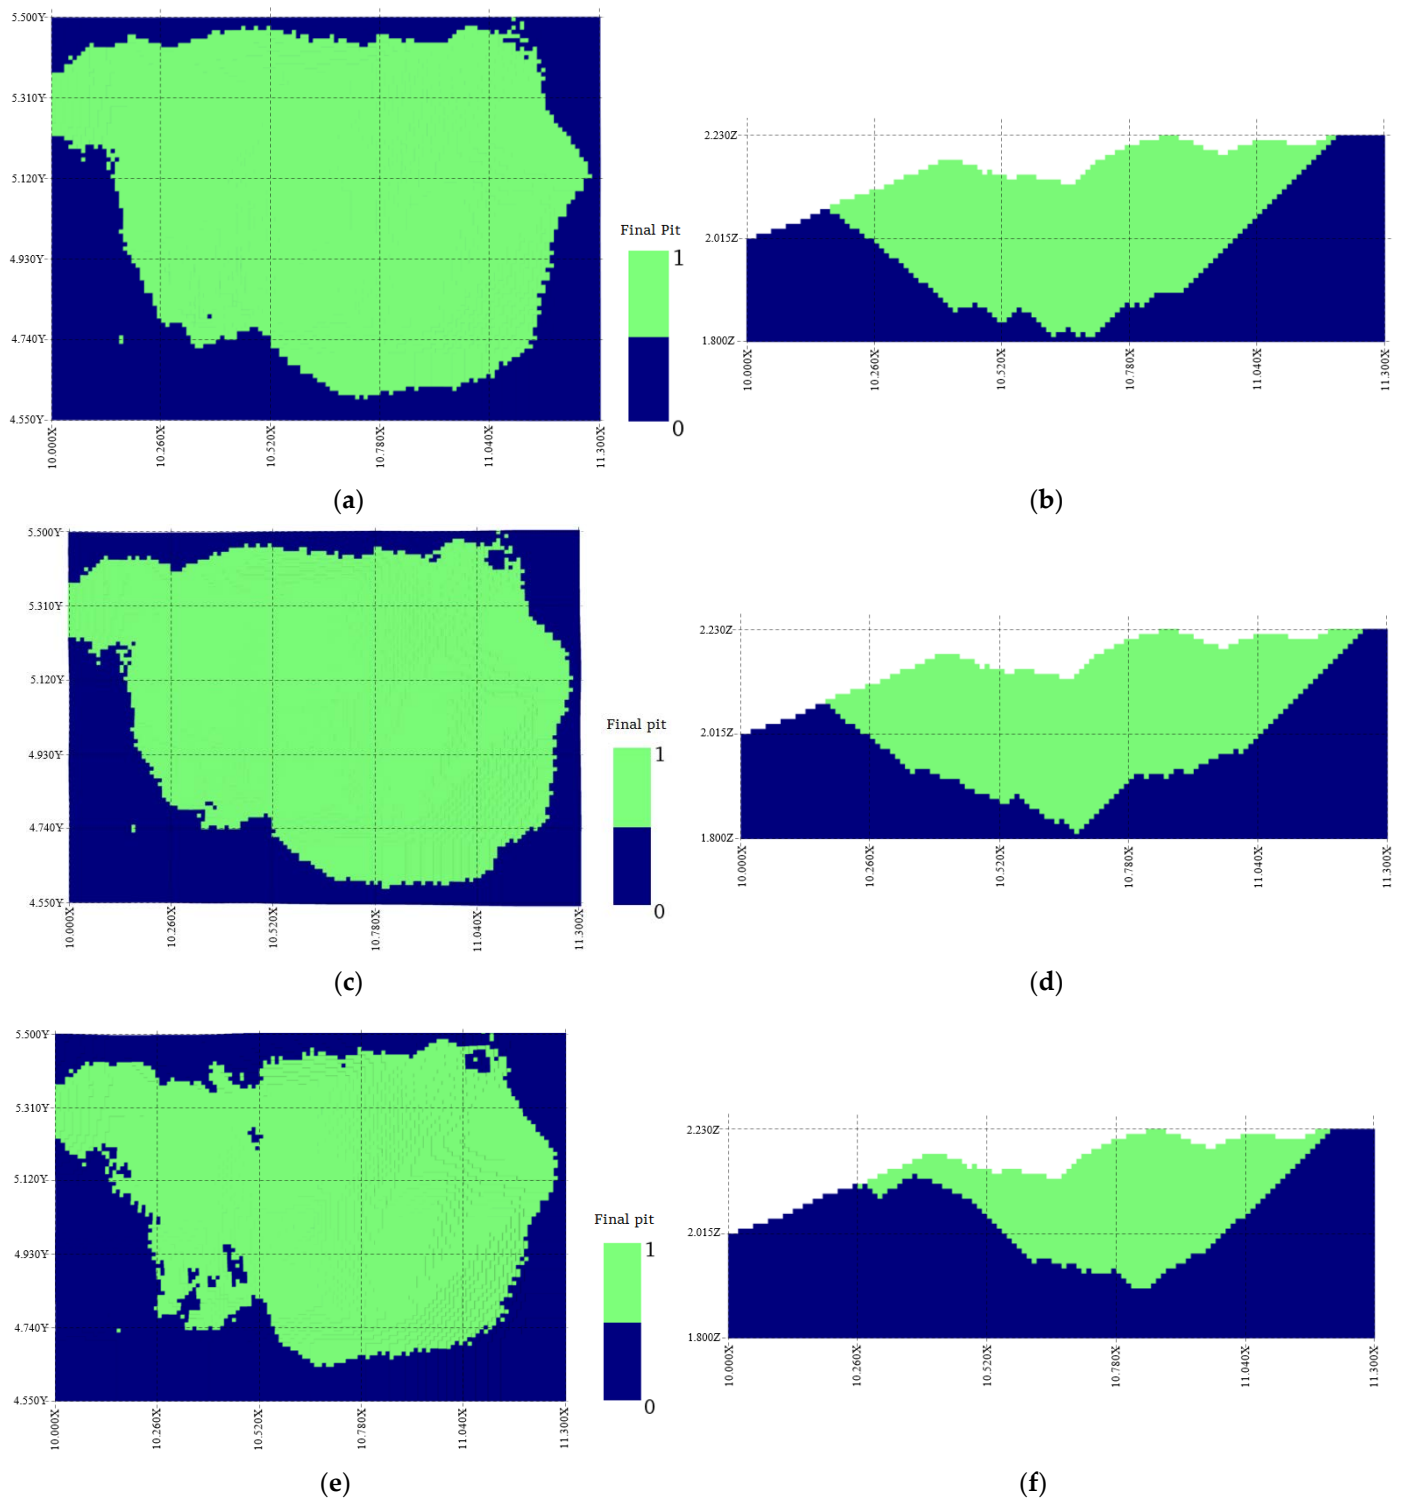 5.500Y
5.310Y
5.120Y
4.930Y
4.740Y
4.550Y
10.000X
10.260X
10.520X
10.780X
11.040X
11.300X
Final Pit
1
0
(a)
2.230Z
2.015Z
1.800Z
10.000X
10.260X
10.520X
10.780X
11.040X
11.300X
(b)
5.500Y
5.310Y
5.120Y
4.930Y
4.740Y
4.550Y
10.000X
10.260X
10.520X
10.780X
11.040X
11.300X
Final pit
1
0
(c)
2.230Z
2.015Z
1.800Z
10.000X
10.260X
10.520X
10.780X
11.040X
11.300X
(d)
5.500Y
5.310Y
5.120Y
4.930Y
4.740Y
4.550Y
10.000X
10.260X
10.520X
10.780X
11.040X
11.300X
Final pit
1
0
(e)
2.230Z
2.015Z
1.800Z
10.000X
10.260X
10.520X
10.780X
11.040X
11.300X
(f)